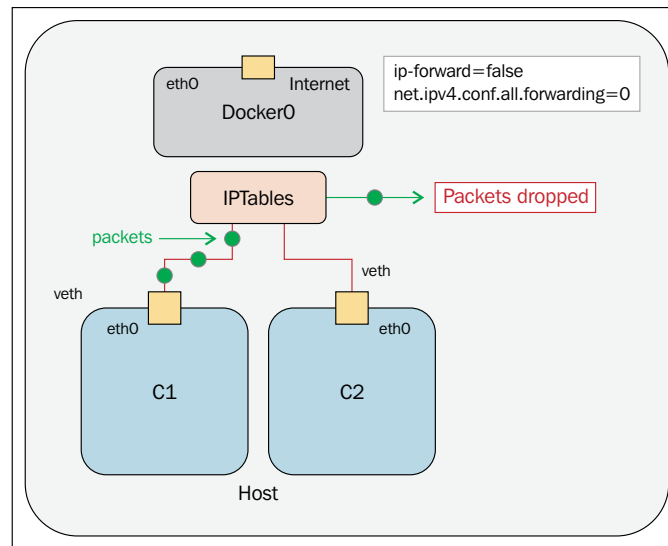 ip-forward=false
net.ipv4.conf.all.forwarding=0
eth0
Internet
Docker0
IPTables
Packets dropped
packets
veth
veth
eth0
eth0
C1
C2
Host